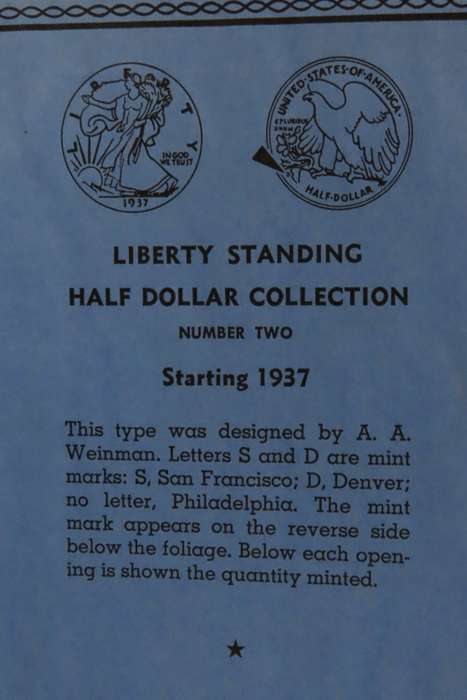 LIBERTY
IN GOD
WE TRUST
1937
UNITED·STATES·OF·AMERICA
E PLURIBUS
UNUM
HALF·DOLLAR
LIBERTY STANDING
HALF DOLLAR COLLECTION
NUMBER TWO
Starting 1937
This type was designed by A. A.
Weinman. Letters S and D are mint
marks: S, San Francisco; D, Denver;
no letter, Philadelphia. The mint
mark appears on the reverse side
below the foliage. Below each open-
ing is shown the quantity minted.